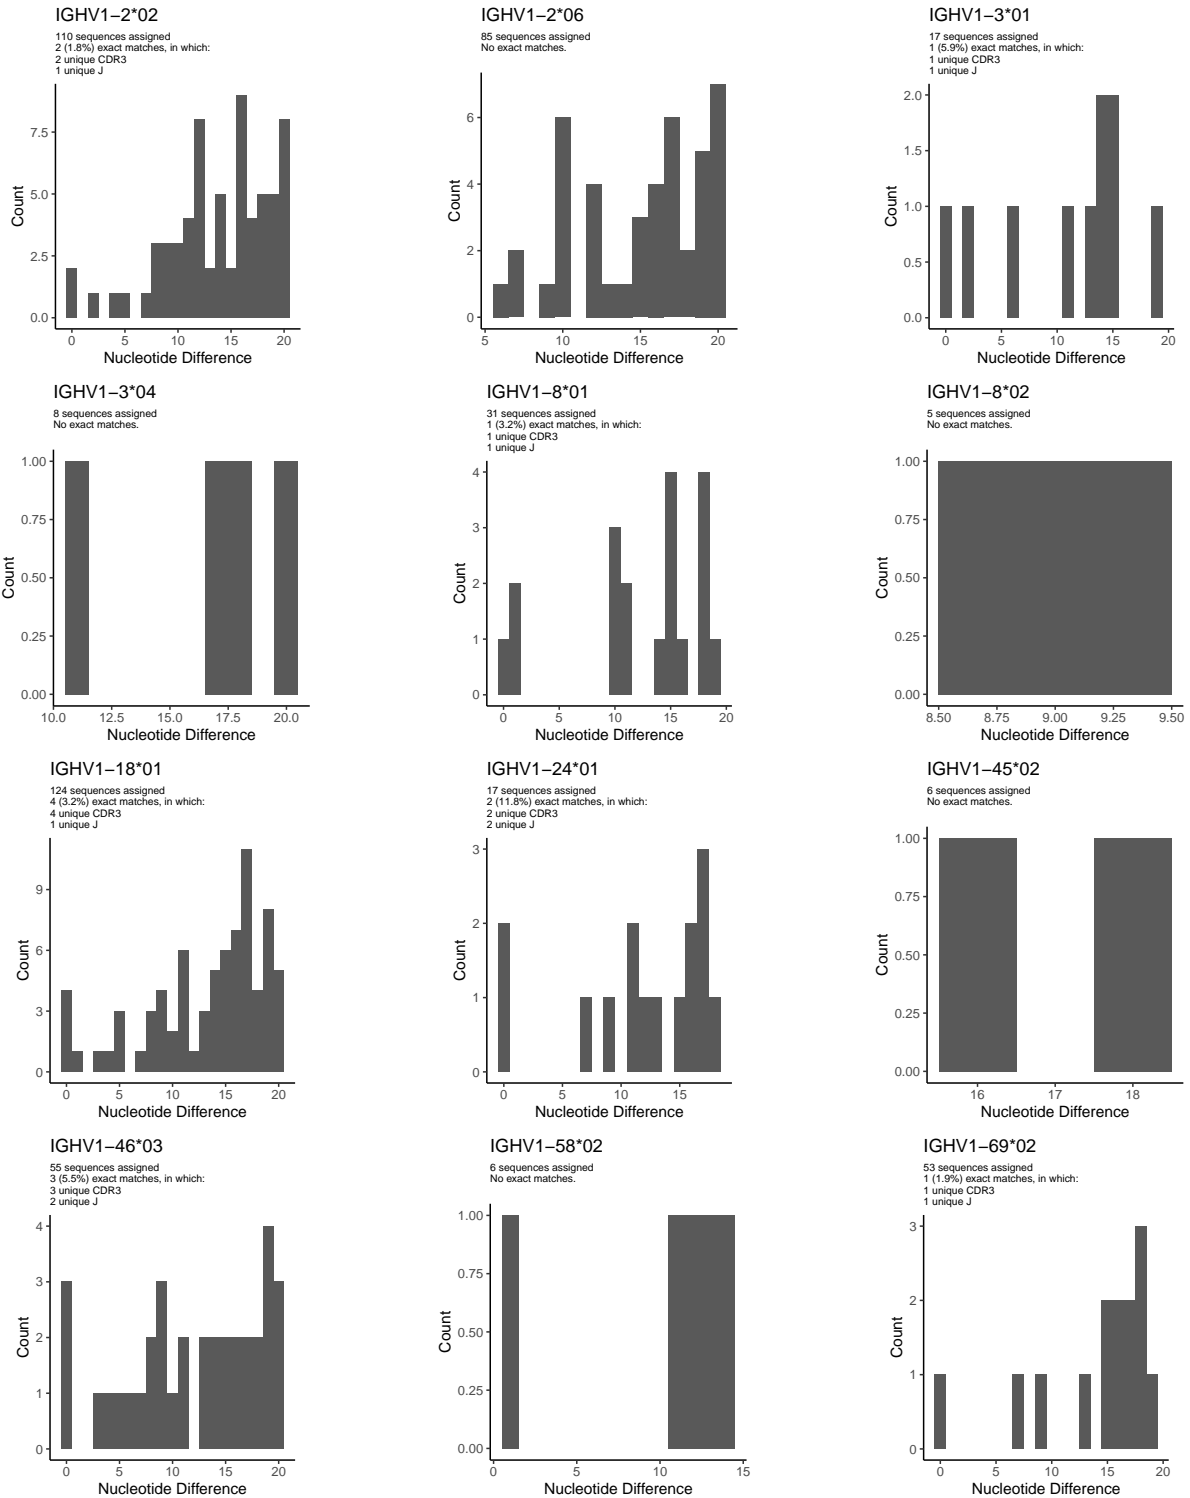 IGHV1−2*02
110 sequences assigned
2 (1.8%) exact matches, in which:
2 unique CDR3
1 unique J
7.5
5.0
2.5
0.0
Count
0
5
10
15
20
Nucleotide Difference
IGHV1−2*06
85 sequences assigned
No exact matches.
6
4
2
0
Count
5
10
15
20
Nucleotide Difference
IGHV1−3*01
17 sequences assigned
1 (5.9%) exact matches, in which:
1 unique CDR3
1 unique J
2.0
1.5
1.0
0.5
0.0
Count
0
5
10
15
20
Nucleotide Difference
IGHV1−3*04
8 sequences assigned
No exact matches.
1.00
0.75
0.50
0.25
0.00
Count
10.0
12.5
15.0
17.5
20.0
Nucleotide Difference
IGHV1−8*01
31 sequences assigned
1 (3.2%) exact matches, in which:
1 unique CDR3
1 unique J
4
3
2
1
0
Count
0
5
10
15
20
Nucleotide Difference
IGHV1−8*02
5 sequences assigned
No exact matches.
1.00
0.75
0.50
0.25
0.00
Count
8.50
8.75
9.00
9.25
9.50
Nucleotide Difference
IGHV1−18*01
124 sequences assigned
4 (3.2%) exact matches, in which:
4 unique CDR3
1 unique J
9
6
3
0
Count
0
5
10
15
20
Nucleotide Difference
IGHV1−24*01
17 sequences assigned
2 (11.8%) exact matches, in which:
2 unique CDR3
2 unique J
3
2
1
0
Count
0
5
10
15
Nucleotide Difference
IGHV1−45*02
6 sequences assigned
No exact matches.
1.00
0.75
0.50
0.25
0.00
Count
16
17
18
Nucleotide Difference
IGHV1−46*03
55 sequences assigned
3 (5.5%) exact matches, in which:
3 unique CDR3
2 unique J
4
3
2
1
0
Count
0
5
10
15
20
Nucleotide Difference
IGHV1−58*02
6 sequences assigned
No exact matches.
1.00
0.75
0.50
0.25
0.00
Count
0
5
10
15
Nucleotide Difference
IGHV1−69*02
53 sequences assigned
1 (1.9%) exact matches, in which:
1 unique CDR3
1 unique J
3
2
1
0
Count
0
5
10
15
20
Nucleotide Difference